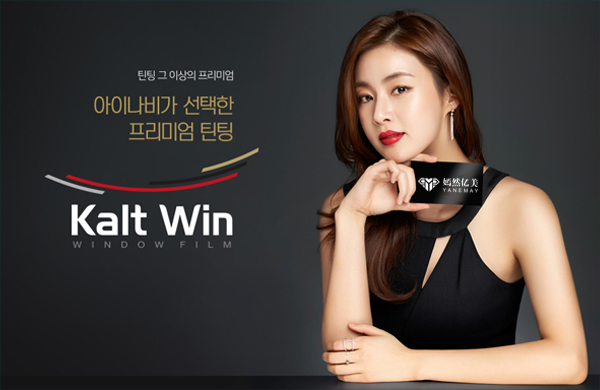 틴팅 그 이상의 프리미엄
아이나비가 선택한
프리미엄 틴팅
Kalt Win
WINDOW FILM
嫣然亿美
YANEMAY